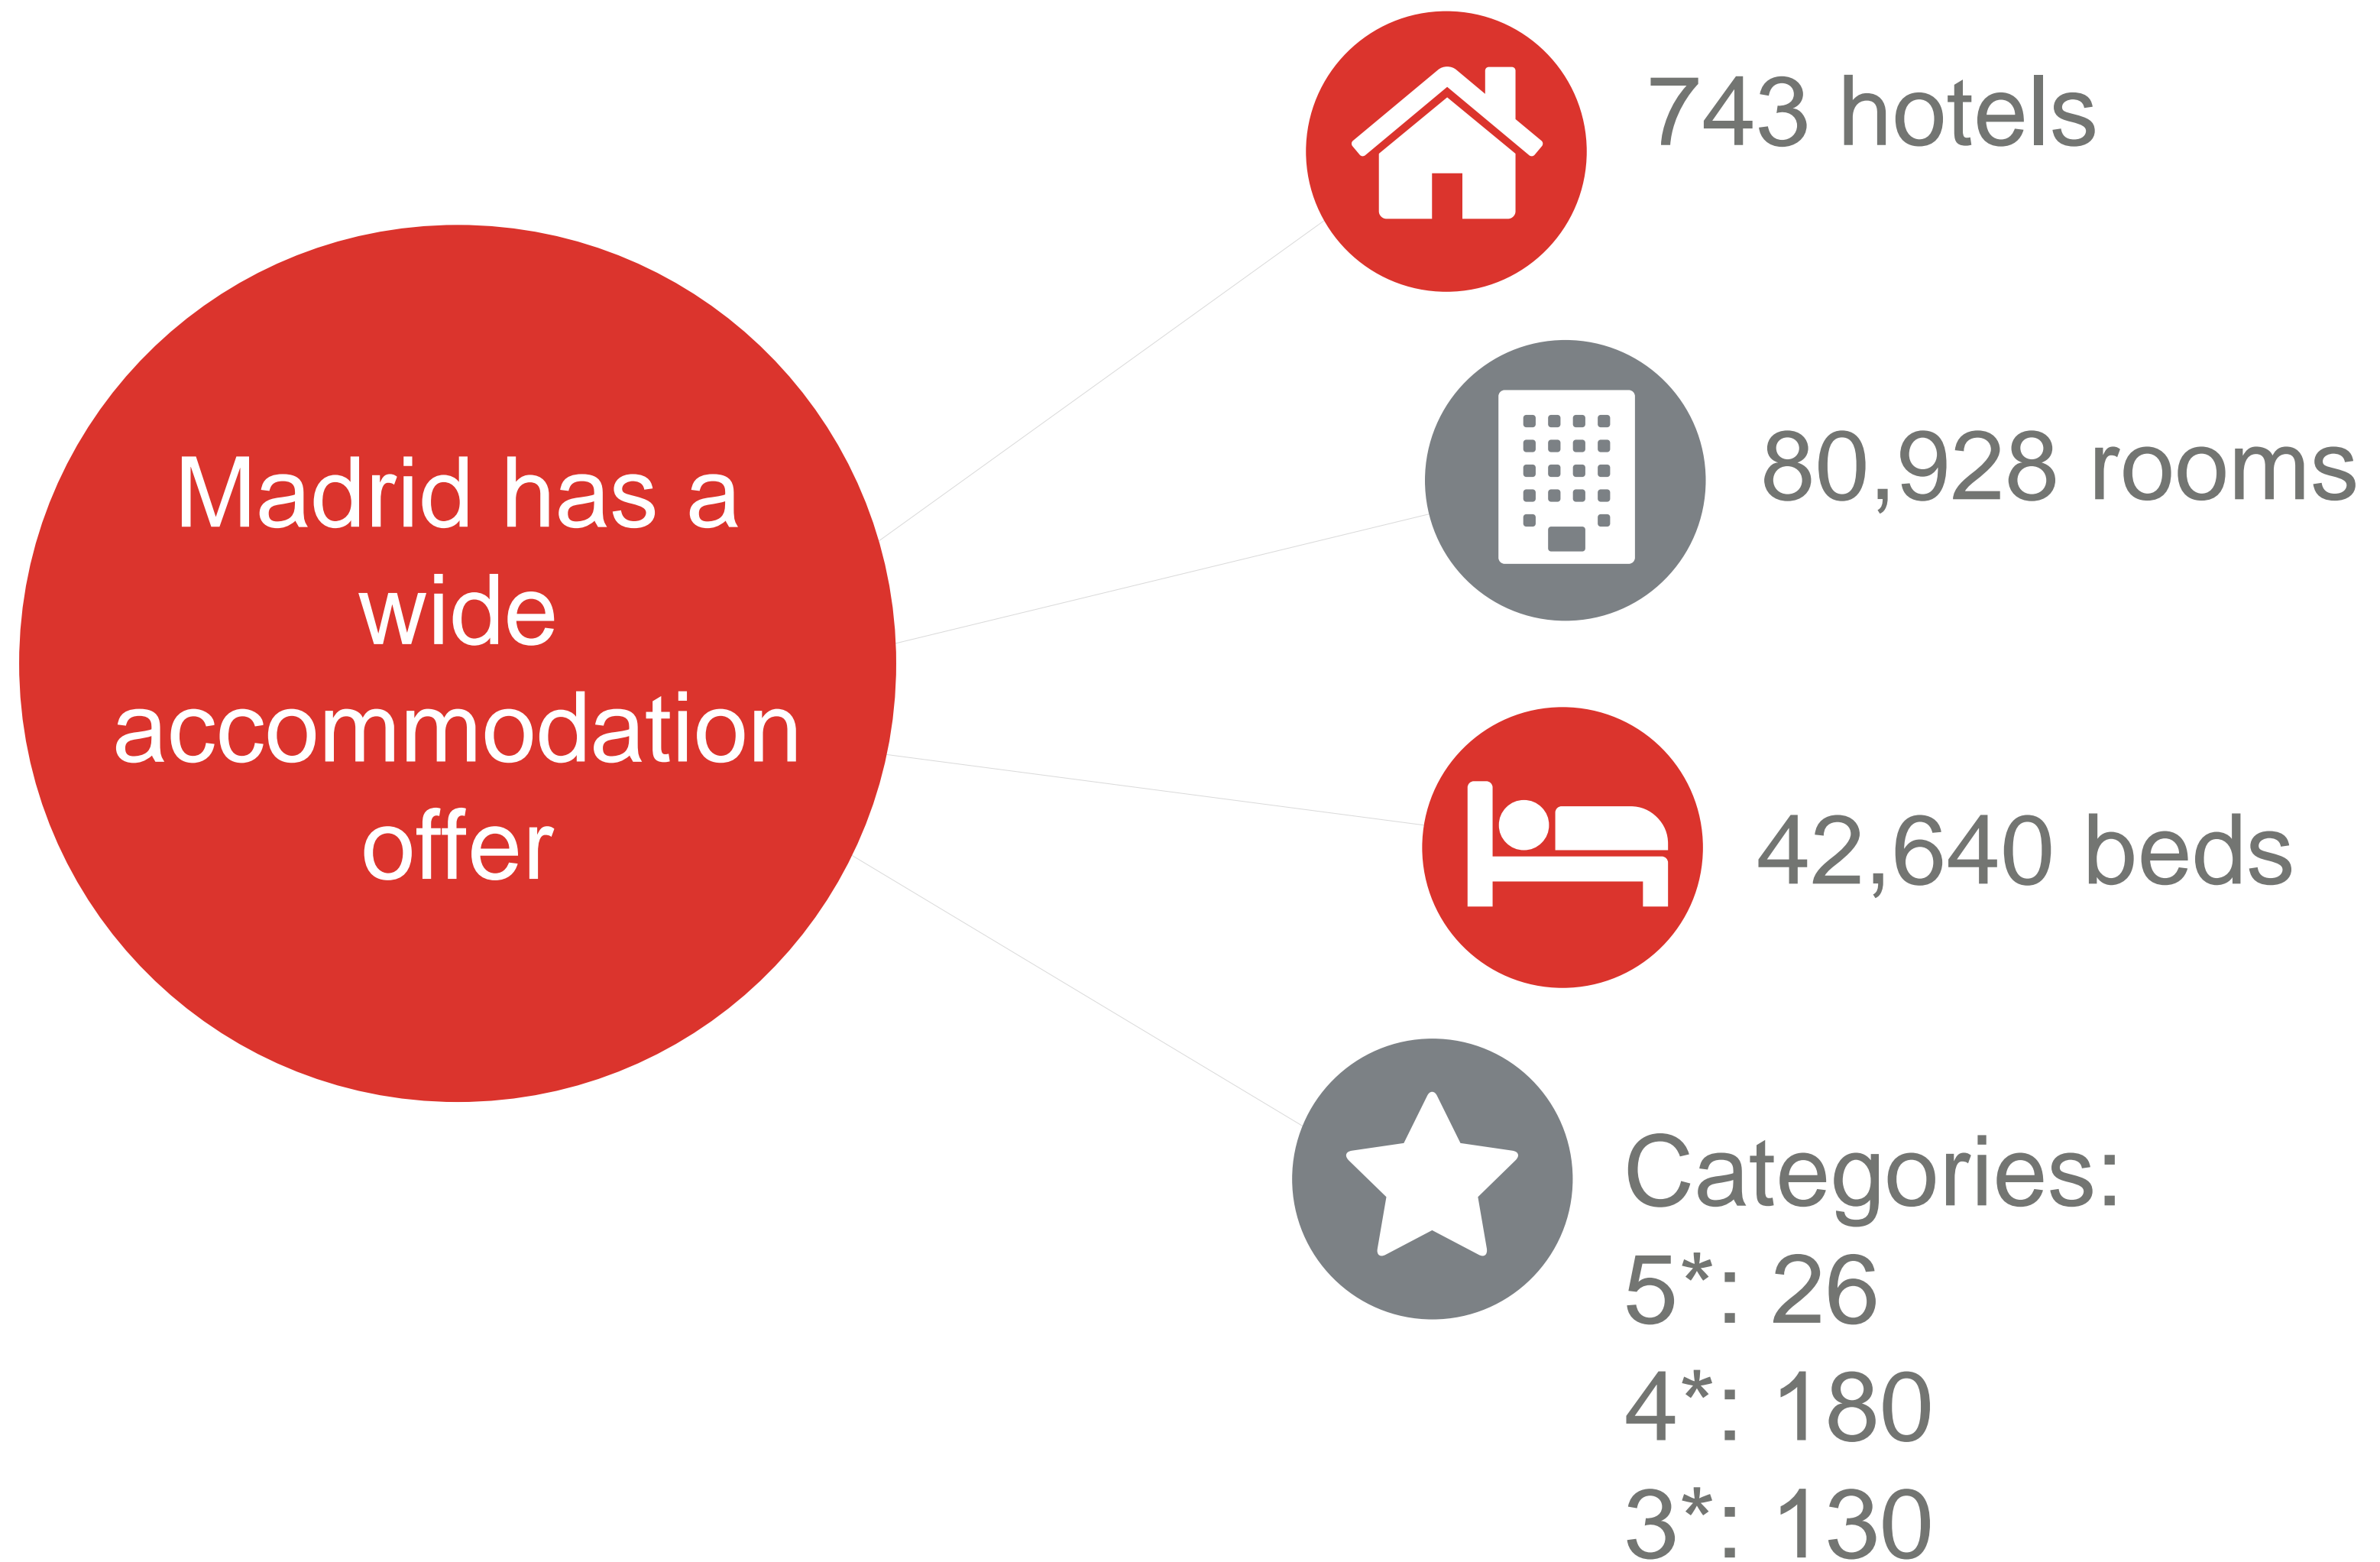 Madrid has a
wide
accommodation
offer
743 hotels
80,928 rooms
42,640 beds
Categories:
5*: 26
4*: 180
3*: 130